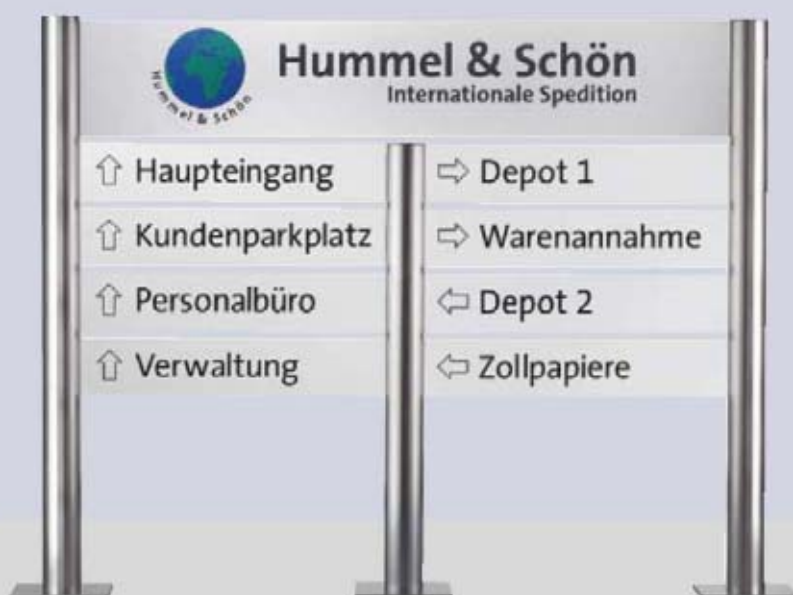 Hummel & Schön
Hummel & Schön
Internationale Spedition
⇧ Haupteingang
⇧ Kundenparkplatz
⇧ Personalbüro
⇧ Verwaltung
⇨ Depot 1
⇨ Warenannahme
⇦ Depot 2
⇦ Zollpapiere